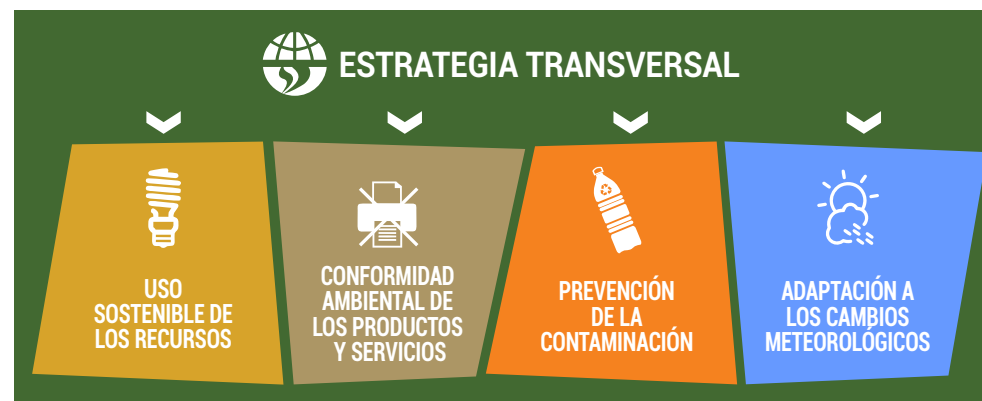 ESTRATEGIA TRANSVERSAL
USO
SOSTENIBLE DE
LOS RECURSOS
CONFORMIDAD
AMBIENTAL DE
LOS PRODUCTOS
Y SERVICIOS
PREVENCIÓN
DE LA
CONTAMINACIÓN
ADAPTACIÓN A
LOS CAMBIOS
METEOROLÓGICOS